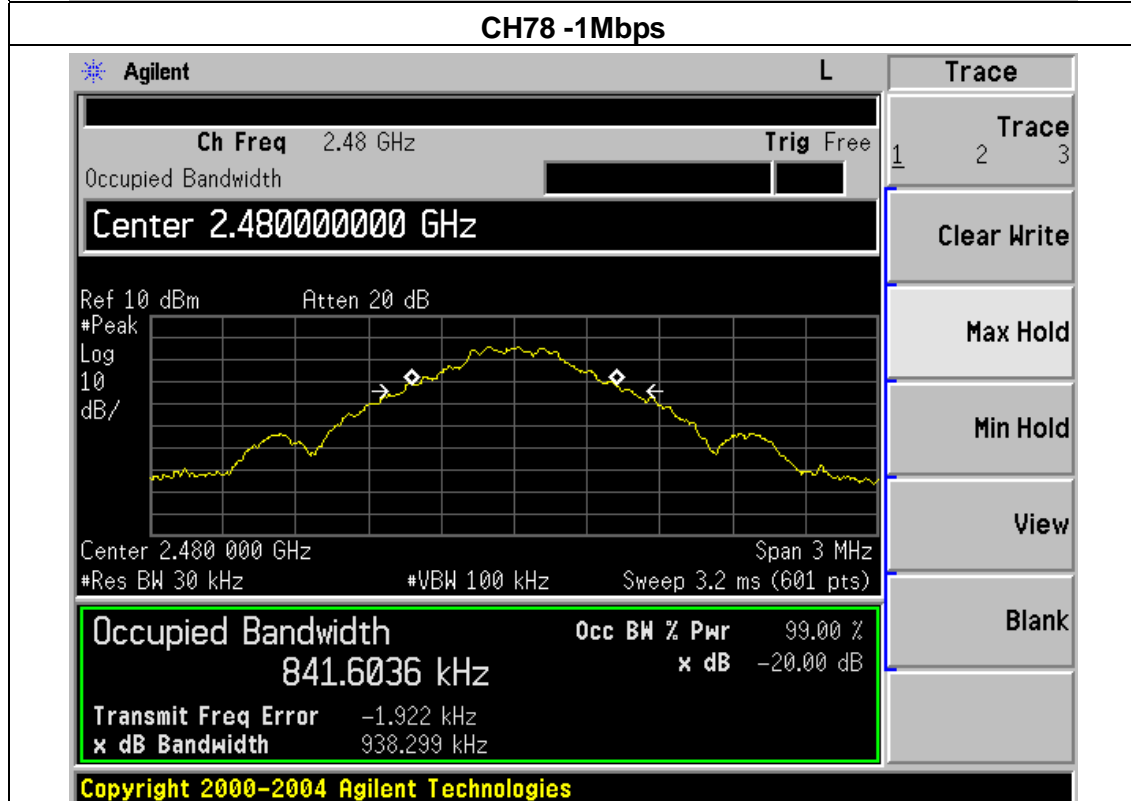 CH78 -1Mbps
Agilent L Trace
Ch Freq 2.48 GHz Trig Free
Occupied Bandwidth
Trace
1 2 3
Center 2.480000000 GHz
Clear Write
Ref 10 dBm Atten 20 dB
#Peak
Log
10
dB/
Max Hold
Min Hold
View
Center 2.480 000 GHz Span 3 MHz
#Res BW 30 kHz #VBW 100 kHz Sweep 3.2 ms (601 pts)
Blank
Occupied Bandwidth Occ BW % Pwr 99.00 %
841.6036 kHz x dB -20.00 dB
Transmit Freq Error -1.922 kHz
x dB Bandwidth 938.299 kHz
Copyright 2000-2004 Agilent Technologies